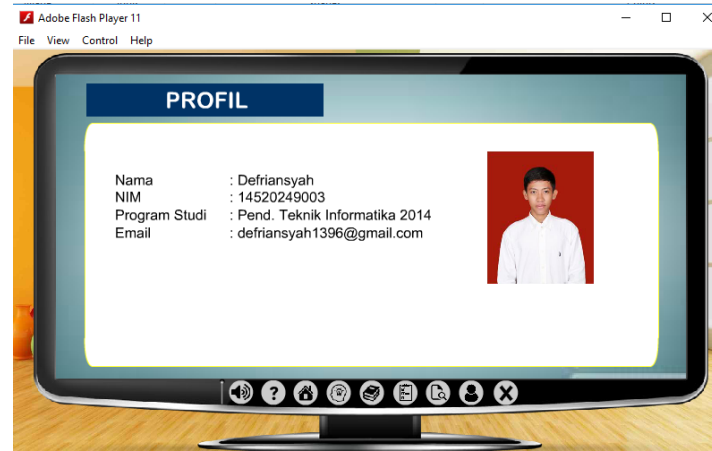 Adobe Flash Player 11
File View Control Help
PROFIL
Nama : Defriansyah
NIM : 14520249003
Program Studi : Pend. Teknik Informatika 2014
Email : defriansyah1396@gmail.com